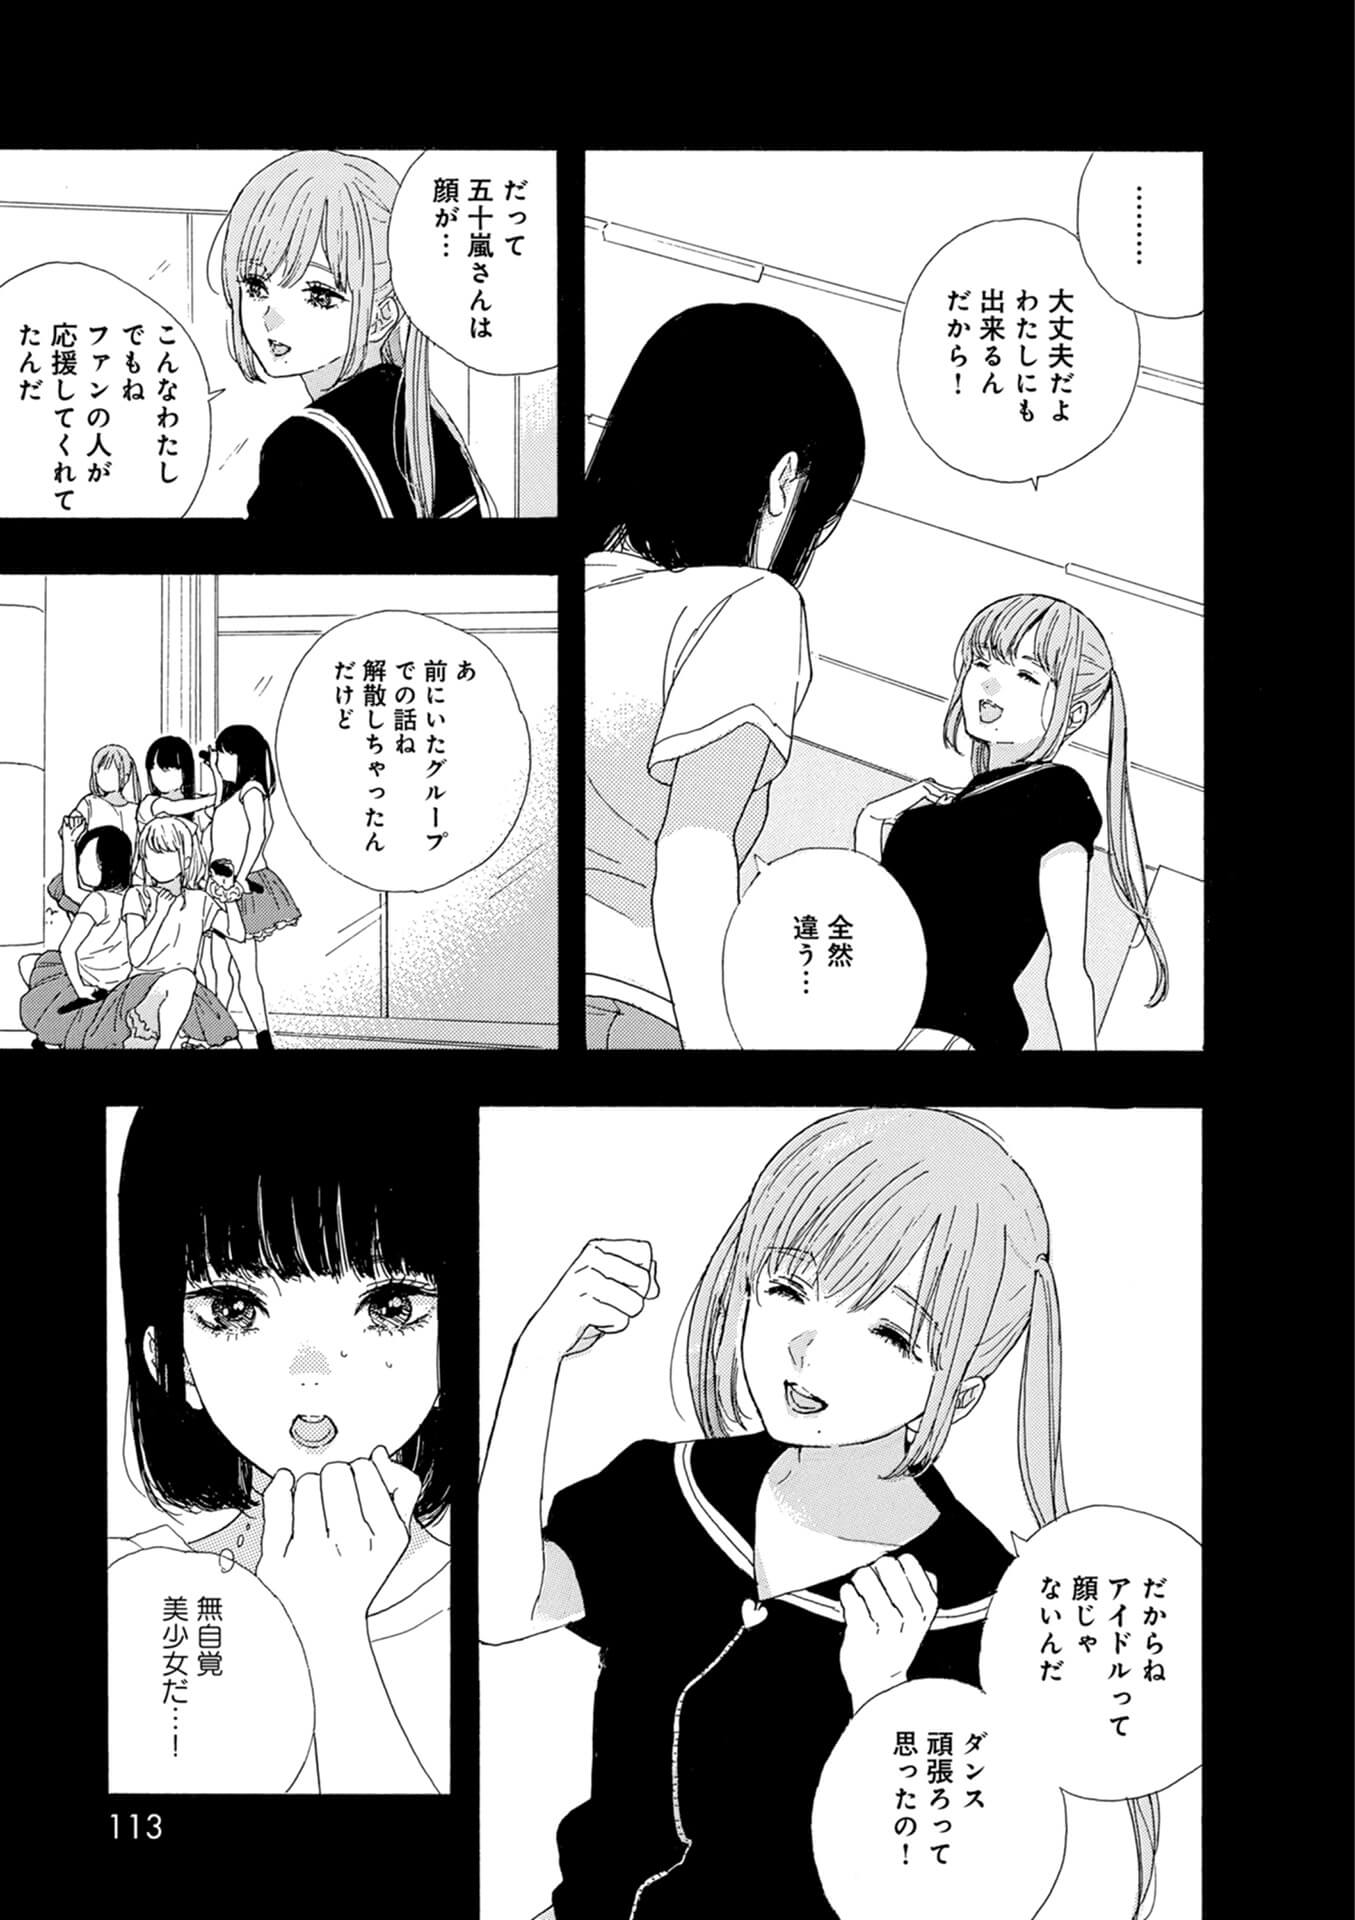 ………
大丈夫だよ
わたしにも
出来るん
だから！
全然
違う…
だって
五十嵐さんは
顔が…
こんなわたし
でもね
ファンの人が
応援してくれて
たんだ
あ
前にいたグループ
での話ね
解散しちゃったん
だけど
だからね
アイドルって
顔じゃ
ないんだ
ダンス
頑張ろって
思ったの！
無自覚
美少女だ…！
113